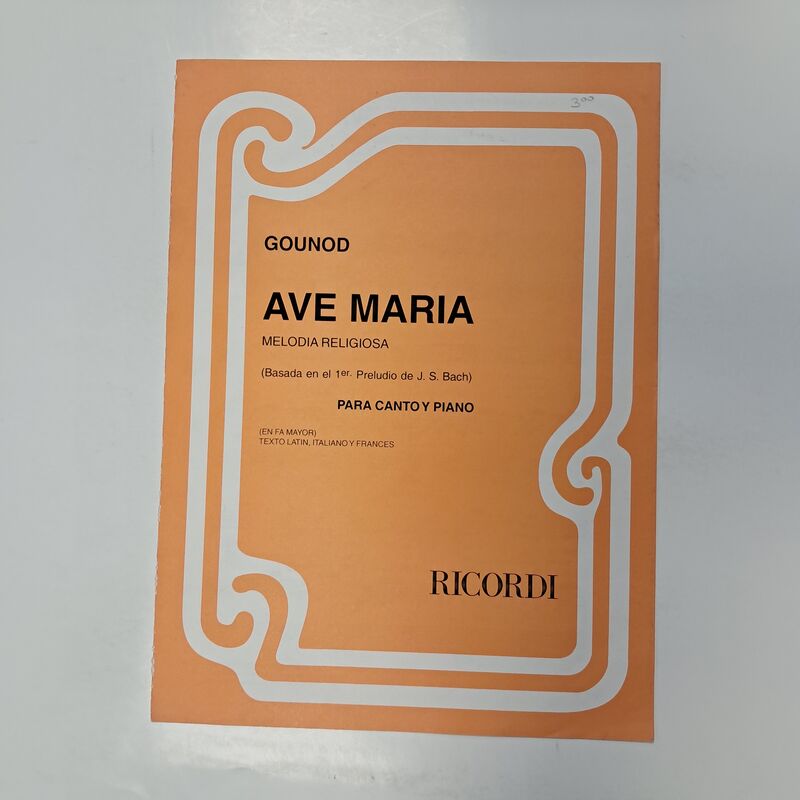 3⁰⁰
GOUNOD
AVE MARIA
MELODIA RELIGIOSA
(Basada en el 1er. Preludio de J. S. Bach)
PARA CANTO Y PIANO
(EN FA MAYOR)
TEXTO LATIN, ITALIANO Y FRANCES
RICORDI